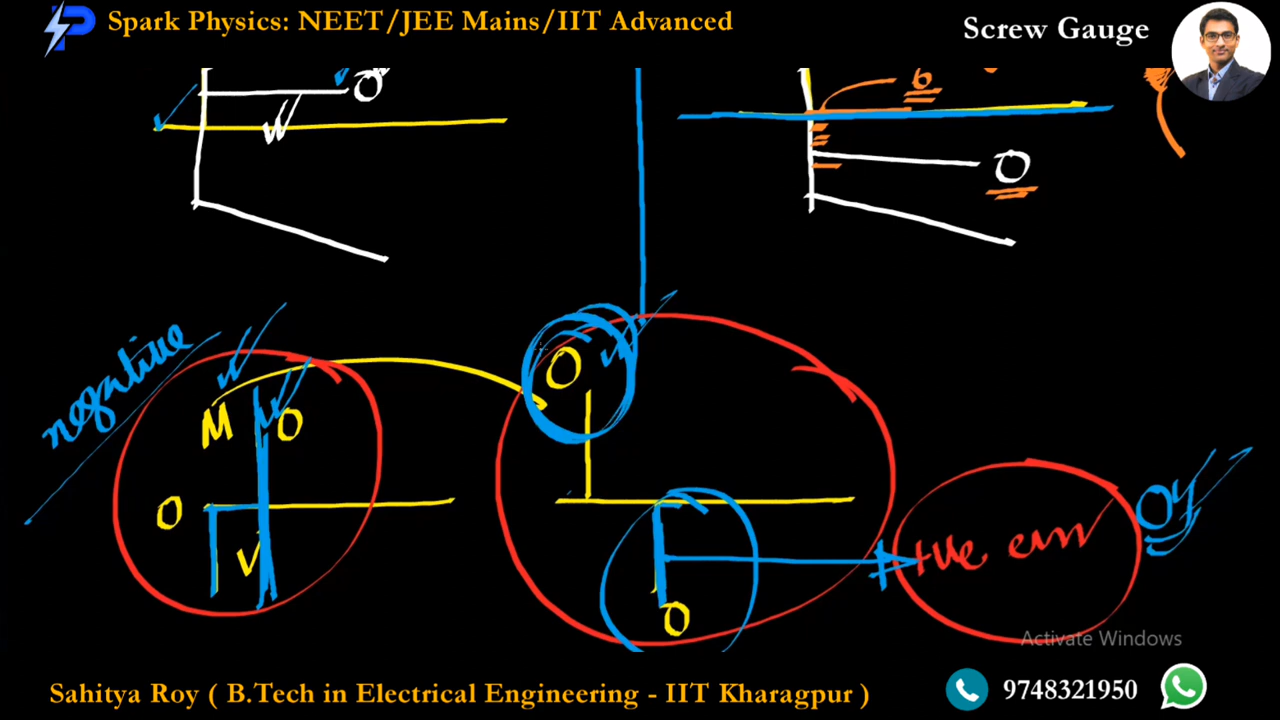 Spark Physics: NEET/JEE Mains/IIT Advanced
Screw Gauge
0
6
0
negative
M 0
0
V
0
0
+ve
Activate Windows
Sahitya Roy ( B.Tech in Electrical Engineering - IIT Kharagpur )
9748321950